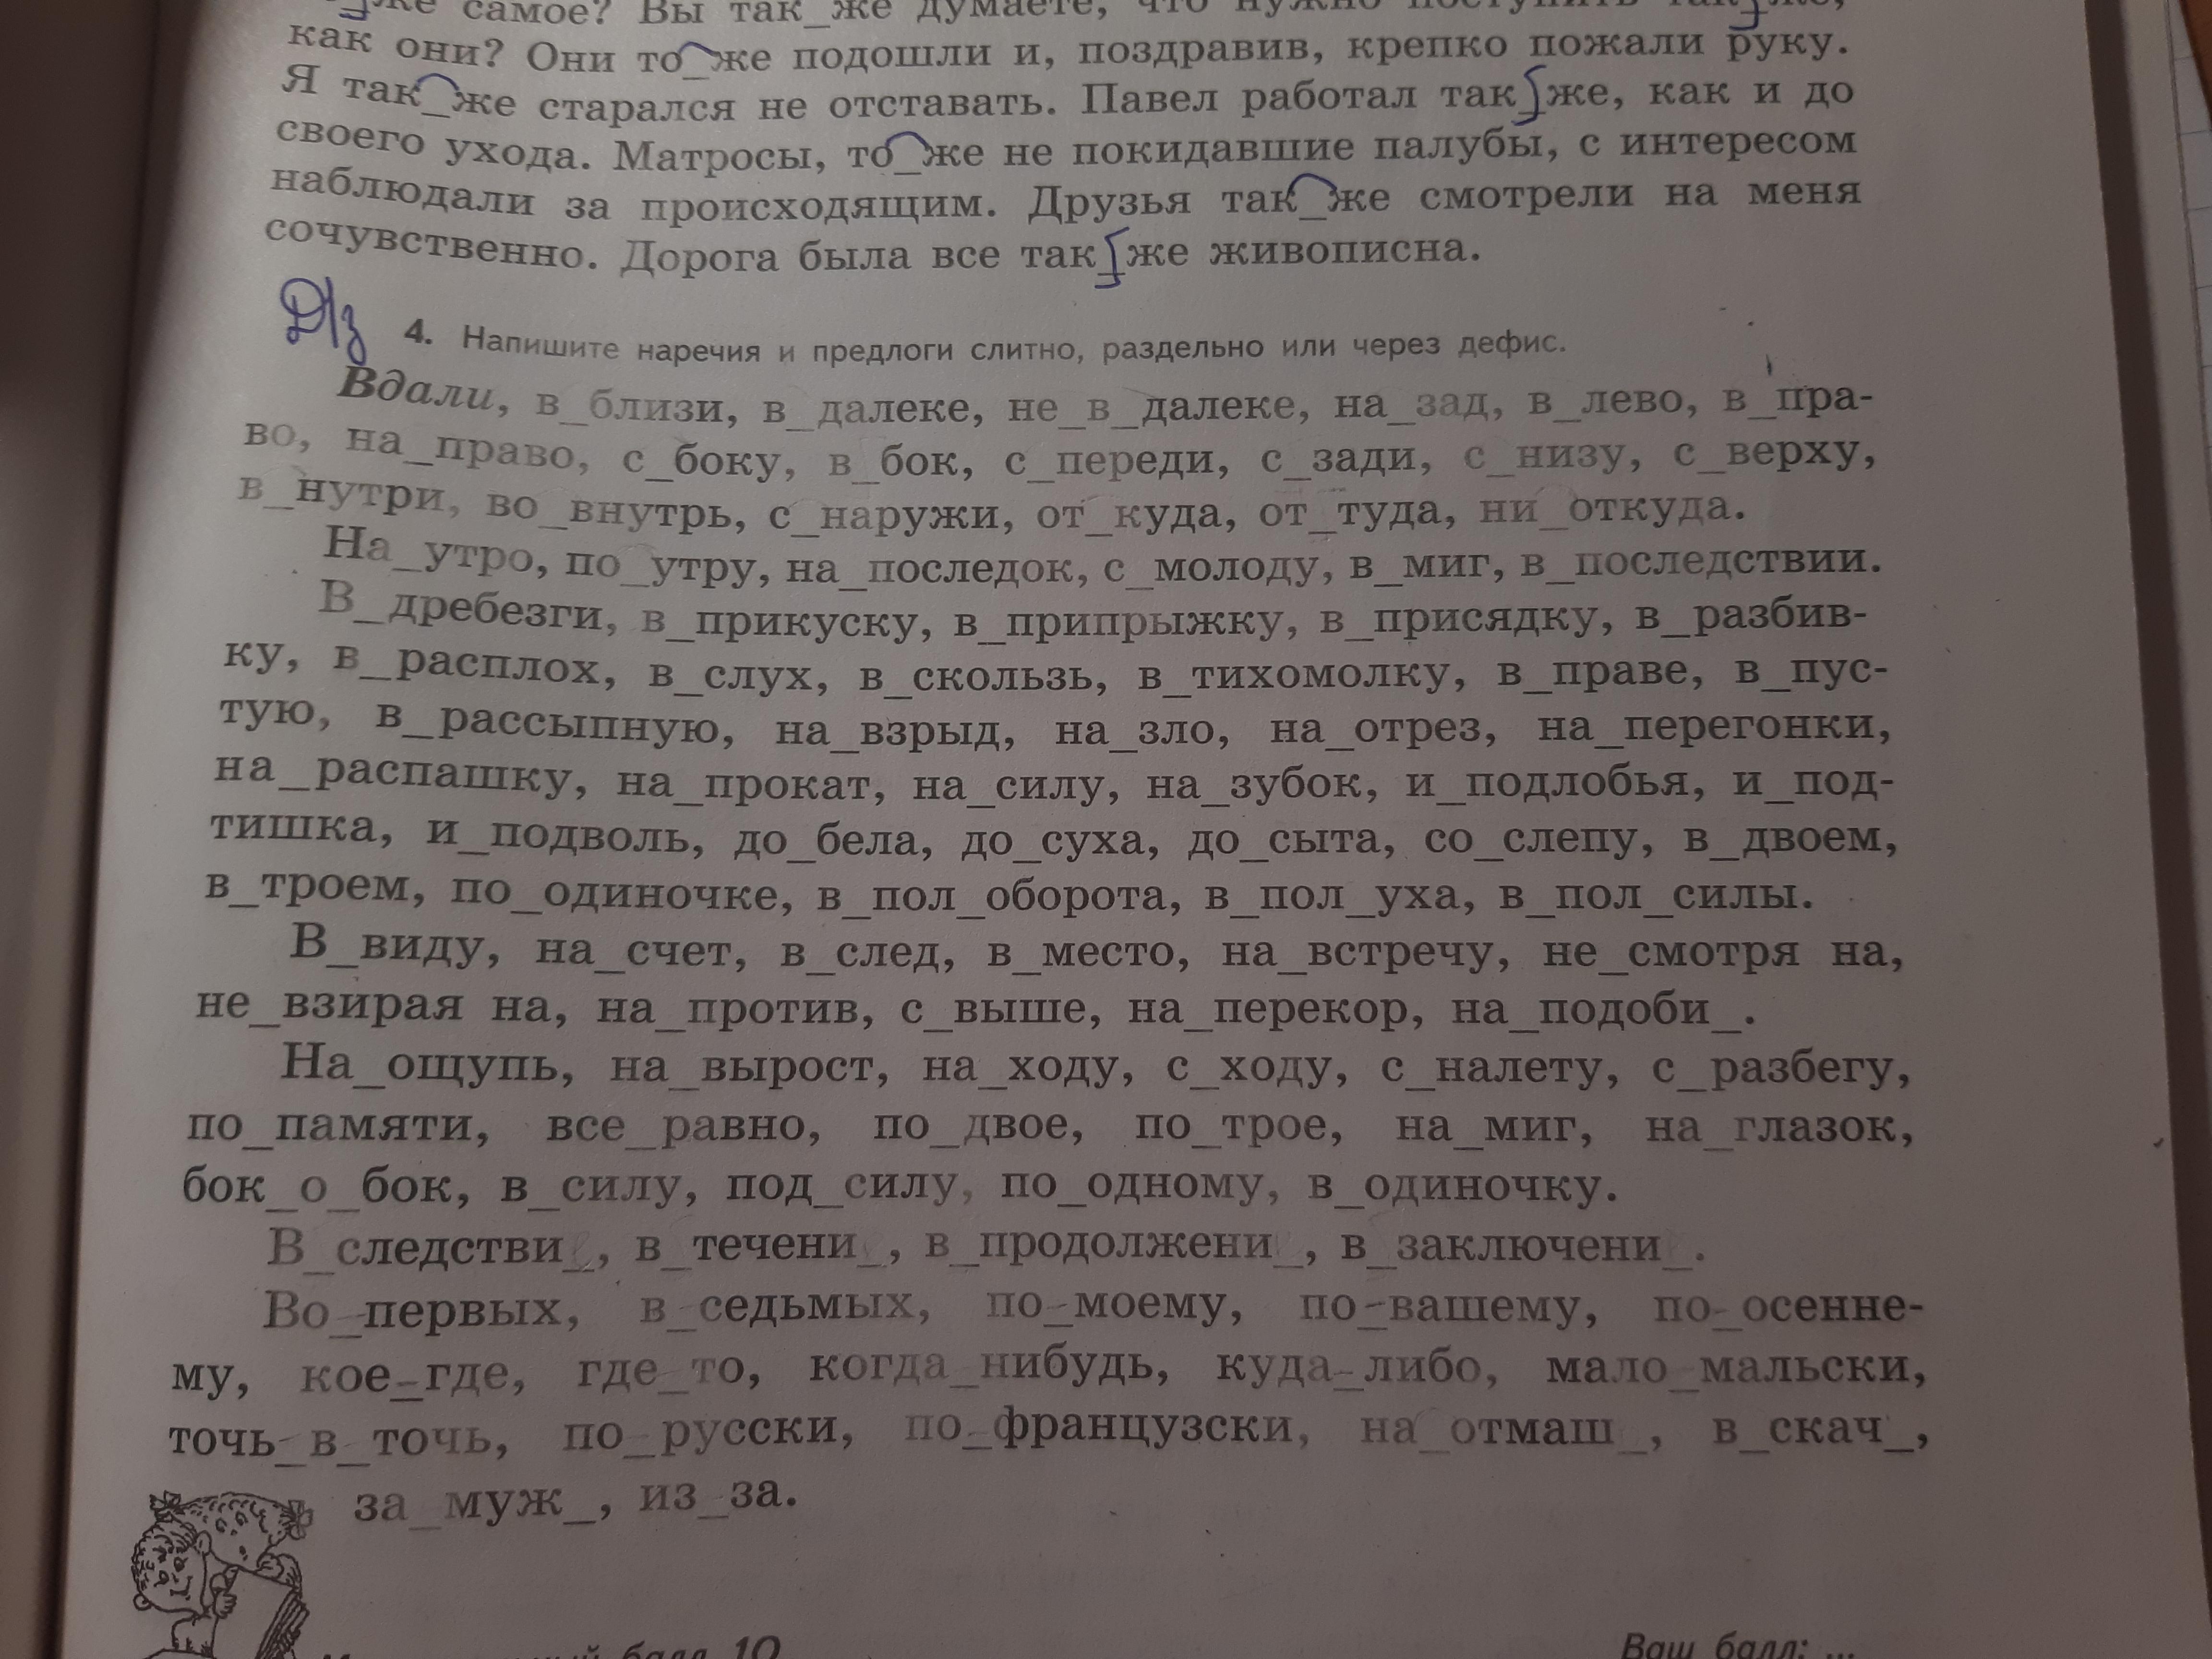 же самое? Вы так_же думаете, что нужно поступить так_же,
как они? Они то_же подошли и, поздравив, крепко пожали руку.
Я так_же старался не отставать. Павел работал так_же, как и до
своего ухода. Матросы, то_же не покидавшие палубы, с интересом
наблюдали за происходящим. Друзья так_же смотрели на меня
сочувственно. Дорога была все так_же живописна.
Д/з 4. Напишите наречия и предлоги слитно, раздельно или через дефис.
Вдали, в_близи, в_далеке, не_в_далеке, на_зад, в_лево, в_пра-
во, на_право, с_боку, в_бок, с_переди, с_зади, с_низу, с_верху,
в_нутри, во_внутрь, с_наружи, от_куда, от_туда, ни_откуда.
На_утро, по_утру, на_последок, с_молоду, в_миг, в_последствии.
В_дребезги, в_прикуску, в_припрыжку, в_присядку, в_разбив-
ку, в_расплох, в_слух, в_скользь, в_тихомолку, в_праве, в_пус-
тую, в_рассыпную, на_взрыд, на_зло, на_отрез, на_перегонки,
на_распашку, на_прокат, на_силу, на_зубок, и_подлобья, и_под-
тишка, и_подволь, до_бела, до_суха, до_сыта, со_слепу, в_двоем,
в_троем, по_одиночке, в_пол_оборота, в_пол_уха, в_пол_силы.
В_виду, на_счет, в_след, в_место, на_встречу, не_смотря на,
не_взирая на, на_против, с_выше, на_перекор, на_подоби_.
На_ощупь, на_вырост, на_ходу, с_ходу, с_налету, с_разбегу,
по_памяти, все_равно, по_двое, по_трое, на_миг, на_глазок,
бок_о_бок, в_силу, под_силу, по_одному, в_одиночку.
В_следстви_, в_течени_, в_продолжени_, в_заключени_.
Во_первых, в_седьмых, по_моему, по_вашему, по_осенне-
му, кое_где, где_то, когда_нибудь, куда_либо, мало_мальски,
точь_в_точь, по_русски, по_французски, на_отмаш_, в_скач_,
за_муж_, из_за.
балл 10 Ваш балл: ...